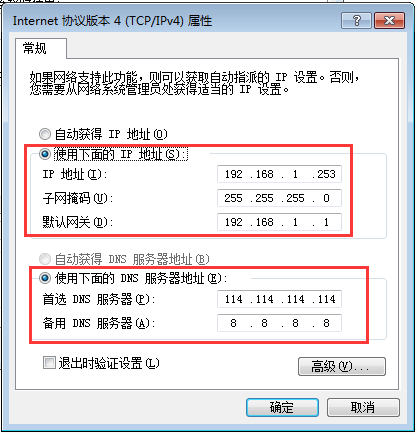 Internet 协议版本 4 (TCP/IPv4) 属性
常规
如果网络支持此功能，则可以获取自动指派的 IP 设置。否则，
您需要从网络系统管理员处获得适当的 IP 设置。
自动获得 IP 地址(O)
使用下面的 IP 地址(S):
IP 地址(I): 192 .168 . 1 .253
子网掩码(U): 255 .255 .255 . 0
默认网关(D): 192 .168 . 1 . 1
自动获得 DNS 服务器地址(B)
使用下面的 DNS 服务器地址(E):
首选 DNS 服务器(P): 114 .114 .114 .114
备用 DNS 服务器(A): 8 . 8 . 8 . 8
退出时验证设置(L)
高级(V)...
确定
取消